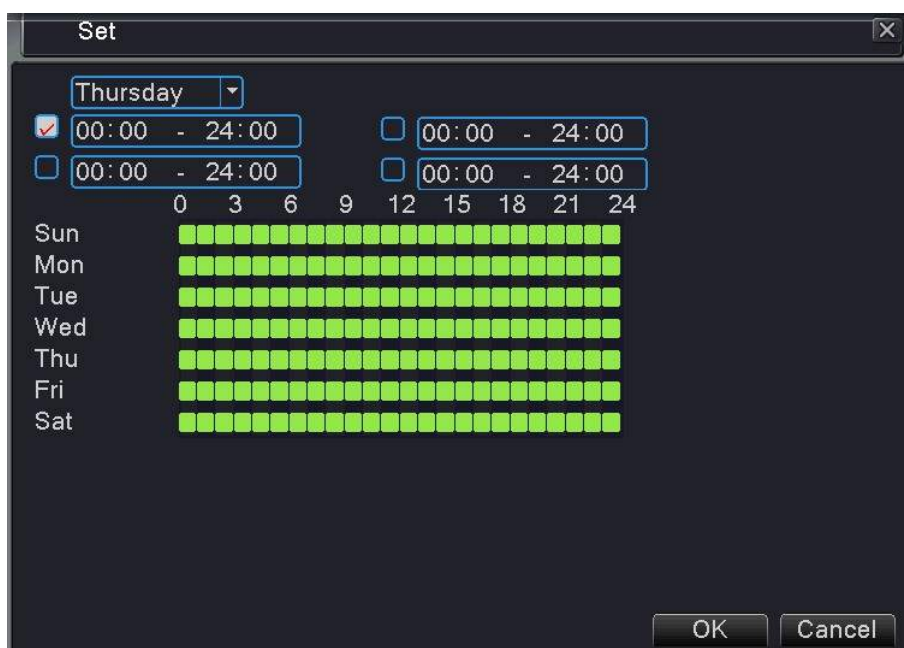 Set
Thursday
00:00 - 24:00 00:00 - 24:00
00:00 - 24:00 00:00 - 24:00
0 3 6 9 12 15 18 21 24
Sun
Mon
Tue
Wed
Thu
Fri
Sat
OK Cancel